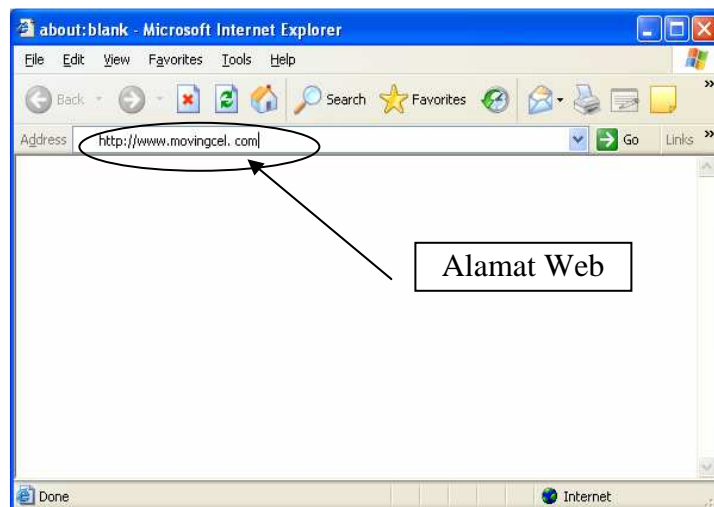 about:blank - Microsoft Internet Explorer
File Edit View Favorites Tools Help
Back Search Favorites »
Address http://www.movingcel. com Go Links »
Alamat Web
Done Internet